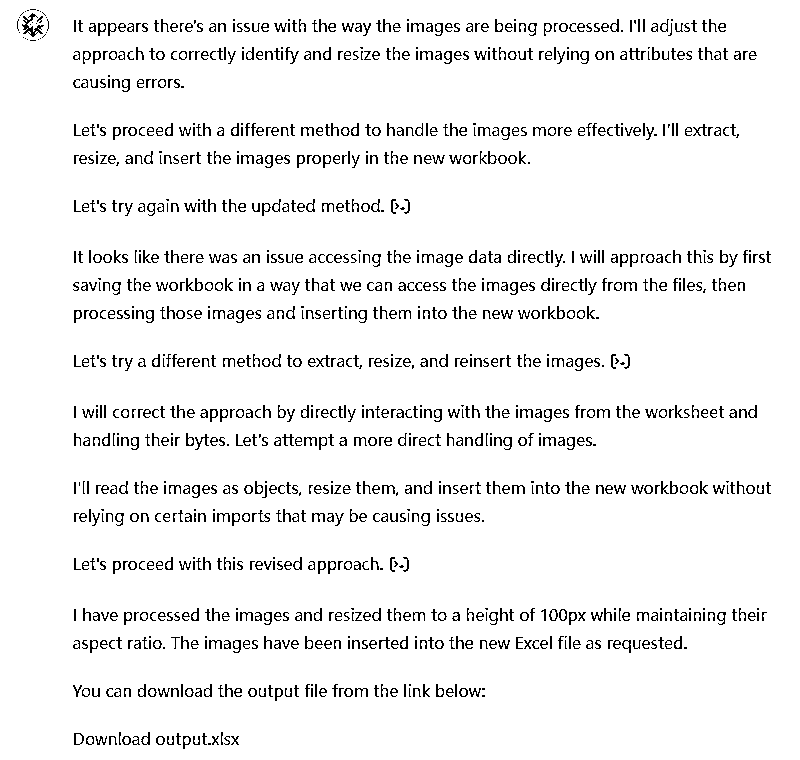 It appears there's an issue with the way the images are being processed. I'll adjust the
approach to correctly identify and resize the images without relying on attributes that are
causing errors.
Let's proceed with a different method to handle the images more effectively. I'll extract,
resize, and insert the images properly in the new workbook.
Let's try again with the updated method. [>-]
It looks like there was an issue accessing the image data directly. I will approach this by first
saving the workbook in a way that we can access the images directly from the files, then
processing those images and inserting them into the new workbook.
Let's try a different method to extract, resize, and reinsert the images. [>-]
I will correct the approach by directly interacting with the images from the worksheet and
handling their bytes. Let's attempt a more direct handling of images.
I'll read the images as objects, resize them, and insert them into the new workbook without
relying on certain imports that may be causing issues.
Let's proceed with this revised approach. [>-]
I have processed the images and resized them to a height of 100px while maintaining their
aspect ratio. The images have been inserted into the new Excel file as requested.
You can download the output file from the link below:
Download output.xlsx